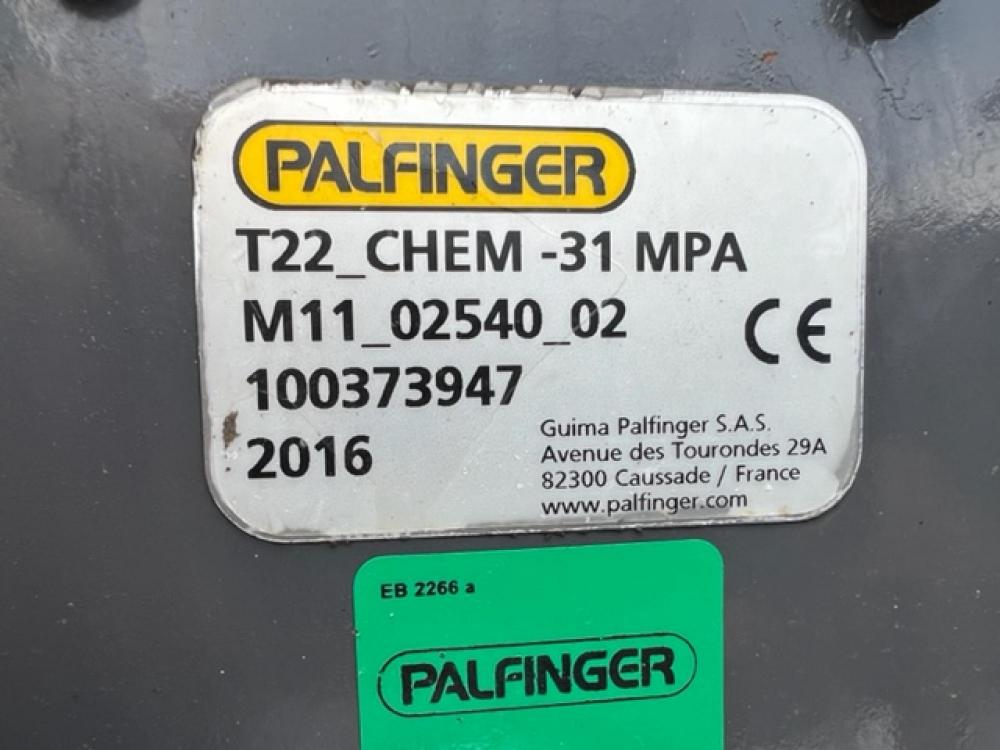 PALFINGER
T22_CHEM -31 MPA
M11_02540_02
100373947
2016
CE
Guima Palfinger S.A.S.
Avenue des Tourondes 29A
82300 Caussade / France
www.palfinger.com
EB 2266 a
PALFINGER